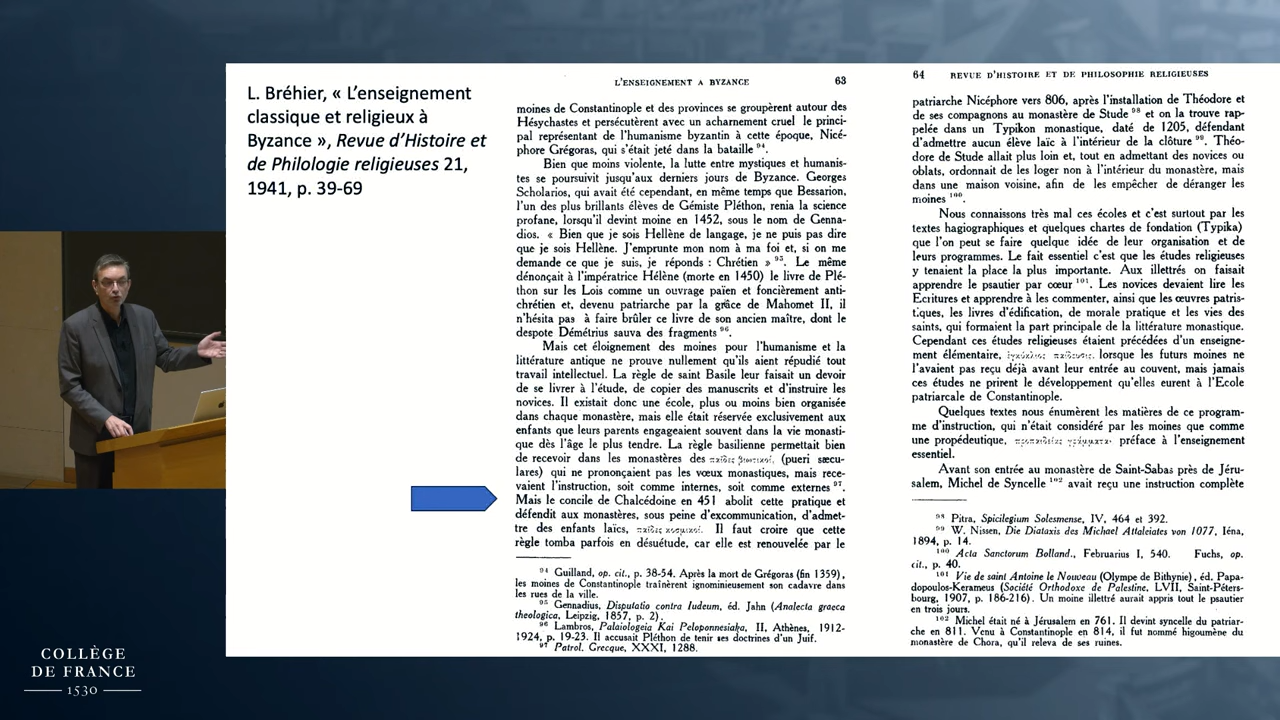 L. Bréhier, « L'enseignement
classique et religieux à
Byzance », Revue d'Histoire et
de Philologie religieuses 21,
1941, p. 39-69
L'ENSEIGNEMENT A BYZANCE 63
moines de Constantinople et des provinces se groupèrent autour des
Hésychastes et persécutèrent avec un acharnement cruel le princi-
pal représentant de l'humanisme byzantin à cette époque, Nicé-
phore Grégoras, qui s'était jeté dans la bataille 94.
Bien que moins violente, la lutte entre mystiques et humanis-
tes se poursuivit jusqu'aux derniers jours de Byzance. Georges
Scholarios, qui avait été cependant, en même temps que Bessarion,
l'un des plus brillants élèves de Gémiste Pléthon, renia la science
profane, lorsqu'il devint moine en 1452, sous le nom de Genna-
dios. « Bien que je sois Hellène de langage, je ne puis pas dire
que je sois Hellène. J'emprunte mon nom à ma foi et, si on me
demande ce que je suis, je réponds : Chrétien » 95. Le même
dénonçait à l'impératrice Hélène (morte en 1450) le livre de Plé-
thon sur les Lois comme un ouvrage païen et foncièrement anti-
chrétien et, devenu patriarche par la grâce de Mahomet II, il
n'hésita pas à faire brûler ce livre de son ancien maître, dont le
despote Démétrius sauva des fragments 96.
Mais cet éloignement des moines pour l'humanisme et la
littérature antique ne prouve nullement qu'ils aient répudié tout
travail intellectuel. La règle de saint Basile leur faisait un devoir
de se livrer à l'étude, de copier des manuscrits et d'instruire les
novices. Il existait donc une école, plus ou moins bien organisée
dans chaque monastère, mais elle était réservée exclusivement aux
enfants que leurs parents engageaient souvent dans la vie monasti-
que dès l'âge le plus tendre. La règle basilienne permettait bien
de recevoir dans les monastères des παῖδες βιωτικοί, (pueri sæcu-
lares) qui ne prononçaient pas les vœux monastiques, mais rece-
vaient l'instruction, soit comme internes, soit comme externes 97.
Mais le concile de Chalcédoine en 451 abolit cette pratique et
défendit aux monastères, sous peine d'excommunication, d'admet-
tre des enfants laïcs, παῖδες κοσμικοί. Il faut croire que cette
règle tomba parfois en désuétude, car elle est renouvelée par le
94 Guilland, op. cit., p. 38-54. Après la mort de Grégoras (fin 1359),
les moines de Constantinople traînèrent ignominieusement son cadavre dans
les rues de la ville.
95 Gennadius, Disputatio contra Iudeum, éd. Jahn (Analecta graeca
theologica, Leipzig, 1857, p. 2).
96 Lambros, Palaiologeia Kai Peloponnesiaka, II, Athènes, 1912-
1924, p. 19-23. Il accusait Pléthon de tenir ses doctrines d'un Juif.
97 Patrol. Grecque, XXXI, 1288.
64 REVUE D'HISTOIRE ET DE PHILOSOPHIE RELIGIEUSES
patriarche Nicéphore vers 806, après l'installation de Théodore et
de ses compagnons au monastère de Stude 98 et on la trouve rap-
pelée dans un Typikon monastique, daté de 1205, défendant
d'admettre aucun élève laïc à l'intérieur de la clôture 99. Théo-
dore de Stude allait plus loin et, tout en admettant des novices ou
oblats, ordonnait de les loger non à l'intérieur du monastère, mais
dans une maison voisine, afin de les empêcher de déranger les
moines 100.
Nous connaissons très mal ces écoles et c'est surtout par les
textes hagiographiques et quelques chartes de fondation (Typika)
que l'on peut se faire quelque idée de leur organisation et de
leurs programmes. Le fait essentiel c'est que les études religieuses
y tenaient la place la plus importante. Aux illettrés on faisait
apprendre le psautier par cœur 101. Les novices devaient lire les
Ecritures et apprendre à les commenter, ainsi que les œuvres patris-
tiques, les livres d'édification, de morale pratique et les vies des
saints, qui formaient la part principale de la littérature monastique.
Cependant ces études religieuses étaient précédées d'un enseigne-
ment élémentaire, ἐγκύκλιος παίδευσις, lorsque les futurs moines ne
l'avaient pas reçu déjà avant leur entrée au couvent, mais jamais
ces études ne prirent le développement qu'elles eurent à l'Ecole
patriarcale de Constantinople.
Quelques textes nous énumèrent les matières de ce program-
me d'instruction, qui n'était considéré par les moines que comme
une propédeutique, préface à l'enseignement
essentiel.
Avant son entrée au monastère de Saint-Sabas près de Jéru-
salem, Michel de Syncelle 102 avait reçu une instruction complète
98 Pitra, Spicilegium Solesmense, IV, 464 et 392.
99 W. Nissen, Die Diataxis des Michael Attaleiates von 1077, Iéna,
1894, p. 14.
100 Acta Sanctorum Bolland., Februarius I, 540. Fuchs, op.
cit., p. 40.
101 Vie de saint Antoine le Nouveau (Olympe de Bithynie), éd. Papa-
dopoulos-Kerameus (Société Orthodoxe de Palestine, LVII, Saint-Péters-
bourg, 1907, p. 186-216). Un moine illettré aurait appris tout le psautier
en trois jours.
102 Michel était né à Jérusalem en 761. Il devint syncelle du patriar-
che en 811. Venu à Constantinople en 814, il fut nommé higoumène du
monastère de Chora, qu'il releva de ses ruines.
COLLÈGE
DE FRANCE
1530